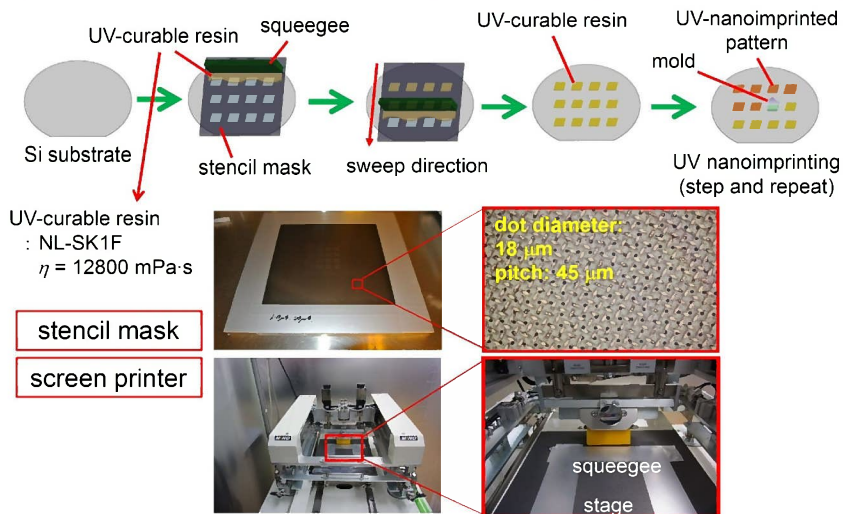 UV-curable resin
squeegee
UV-curable resin
UV-nanoimprinted
pattern
mold
Si substrate
stencil mask
sweep direction
UV nanoimprinting
(step and repeat)
UV-curable resin
: NL-SK1F
η = 12800 mPa·s
dot diameter:
18 μm
pitch: 45 μm
stencil mask
screen printer
squeegee
stage